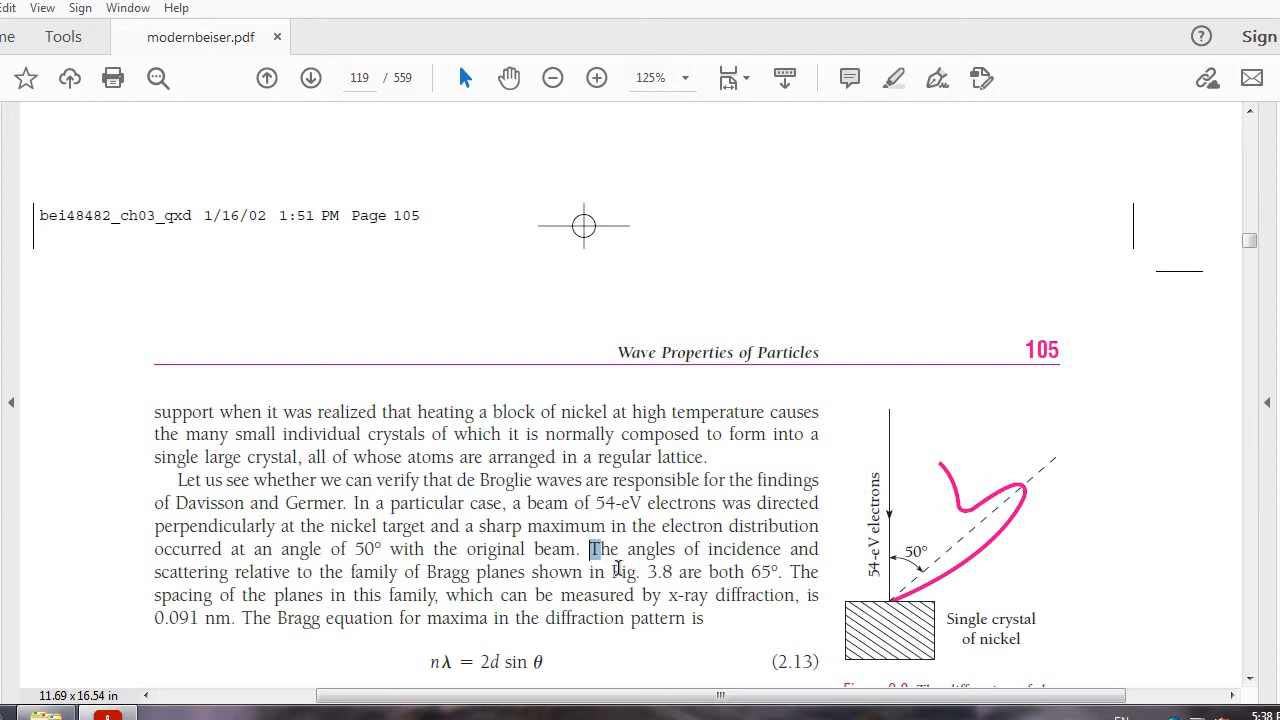 Edit View Sign Window Help
me Tools modernbeiser.pdf × ? Sign
119 / 559 125%
bei48482_ch03_qxd 1/16/02 1:51 PM Page 105
Wave Properties of Particles 105
support when it was realized that heating a block of nickel at high temperature causes
the many small individual crystals of which it is normally composed to form into a
single large crystal, all of whose atoms are arranged in a regular lattice.
Let us see whether we can verify that de Broglie waves are responsible for the findings
of Davisson and Germer. In a particular case, a beam of 54-eV electrons was directed
perpendicularly at the nickel target and a sharp maximum in the electron distribution
occurred at an angle of 50° with the original beam. The angles of incidence and
scattering relative to the family of Bragg planes shown in Fig. 3.8 are both 65°. The
spacing of the planes in this family, which can be measured by x-ray diffraction, is
0.091 nm. The Bragg equation for maxima in the diffraction pattern is
nλ = 2d sin θ (2.13)
54-eV electrons
50°
Single crystal
of nickel
11.69 x 16.54 in
EN